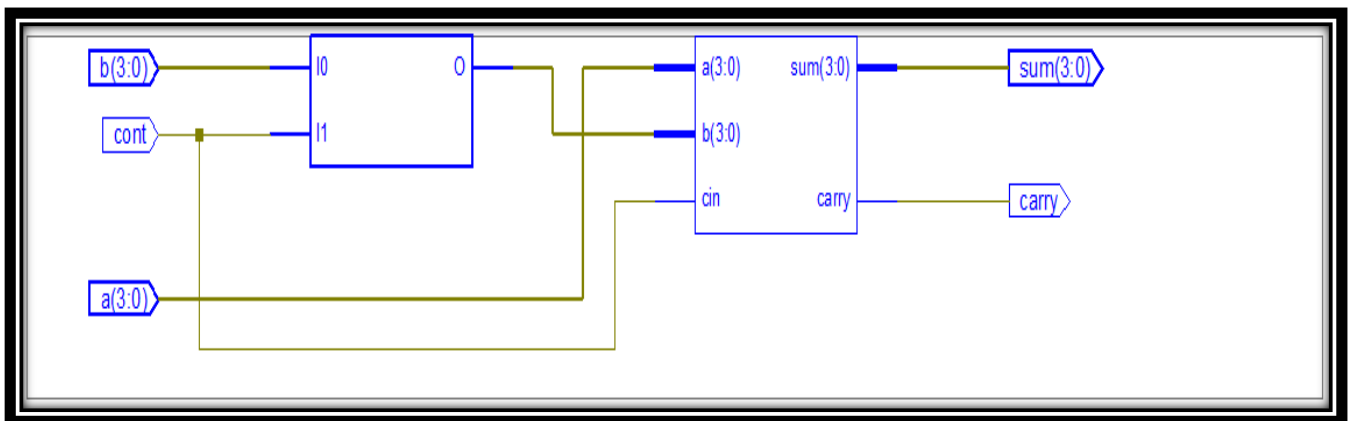 b(3:0) I0 O a(3:0) sum(3:0) sum(3:0)
cont I1 b(3:0)
cin carry carry
a(3:0)